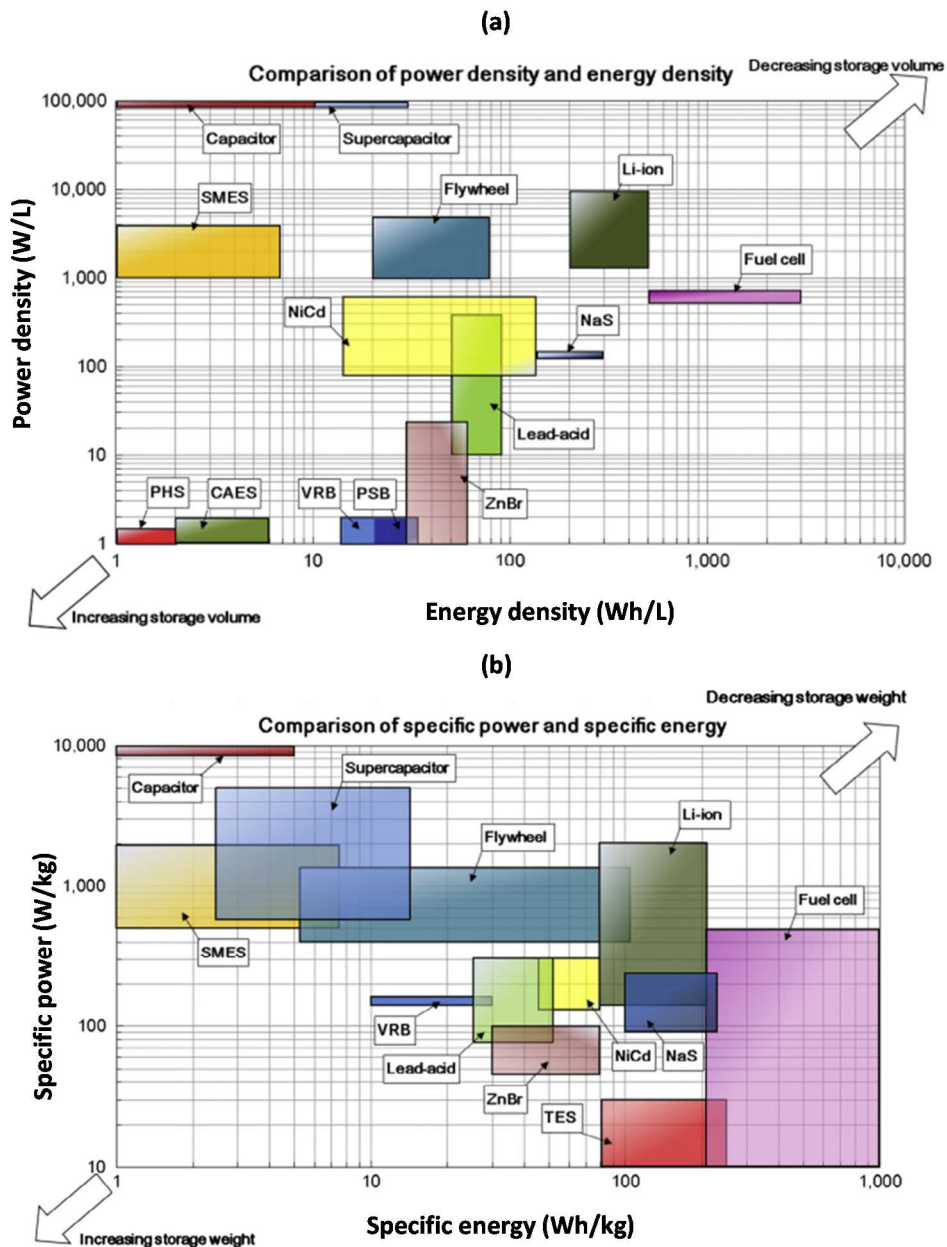 (a)
Comparison of power density and energy density
Decreasing storage volume
Power density (W/L)
100,000
10,000
1,000
100
10
1
Capacitor
Supercapacitor
SMES
Flywheel
Li-ion
Fuel cell
NiCd
NaS
Lead-acid
ZnBr
PHS
CAES
VRB
PSB
1
10
100
1,000
10,000
Increasing storage volume
Energy density (Wh/L)
(b)
Decreasing storage weight
Comparison of specific power and specific energy
Specific power (W/kg)
10,000
1,000
100
10
Capacitor
Supercapacitor
Flywheel
Li-ion
Fuel cell
SMES
VRB
Lead-acid
ZnBr
NiCd
NaS
TES
1
10
100
1,000
Increasing storage weight
Specific energy (Wh/kg)